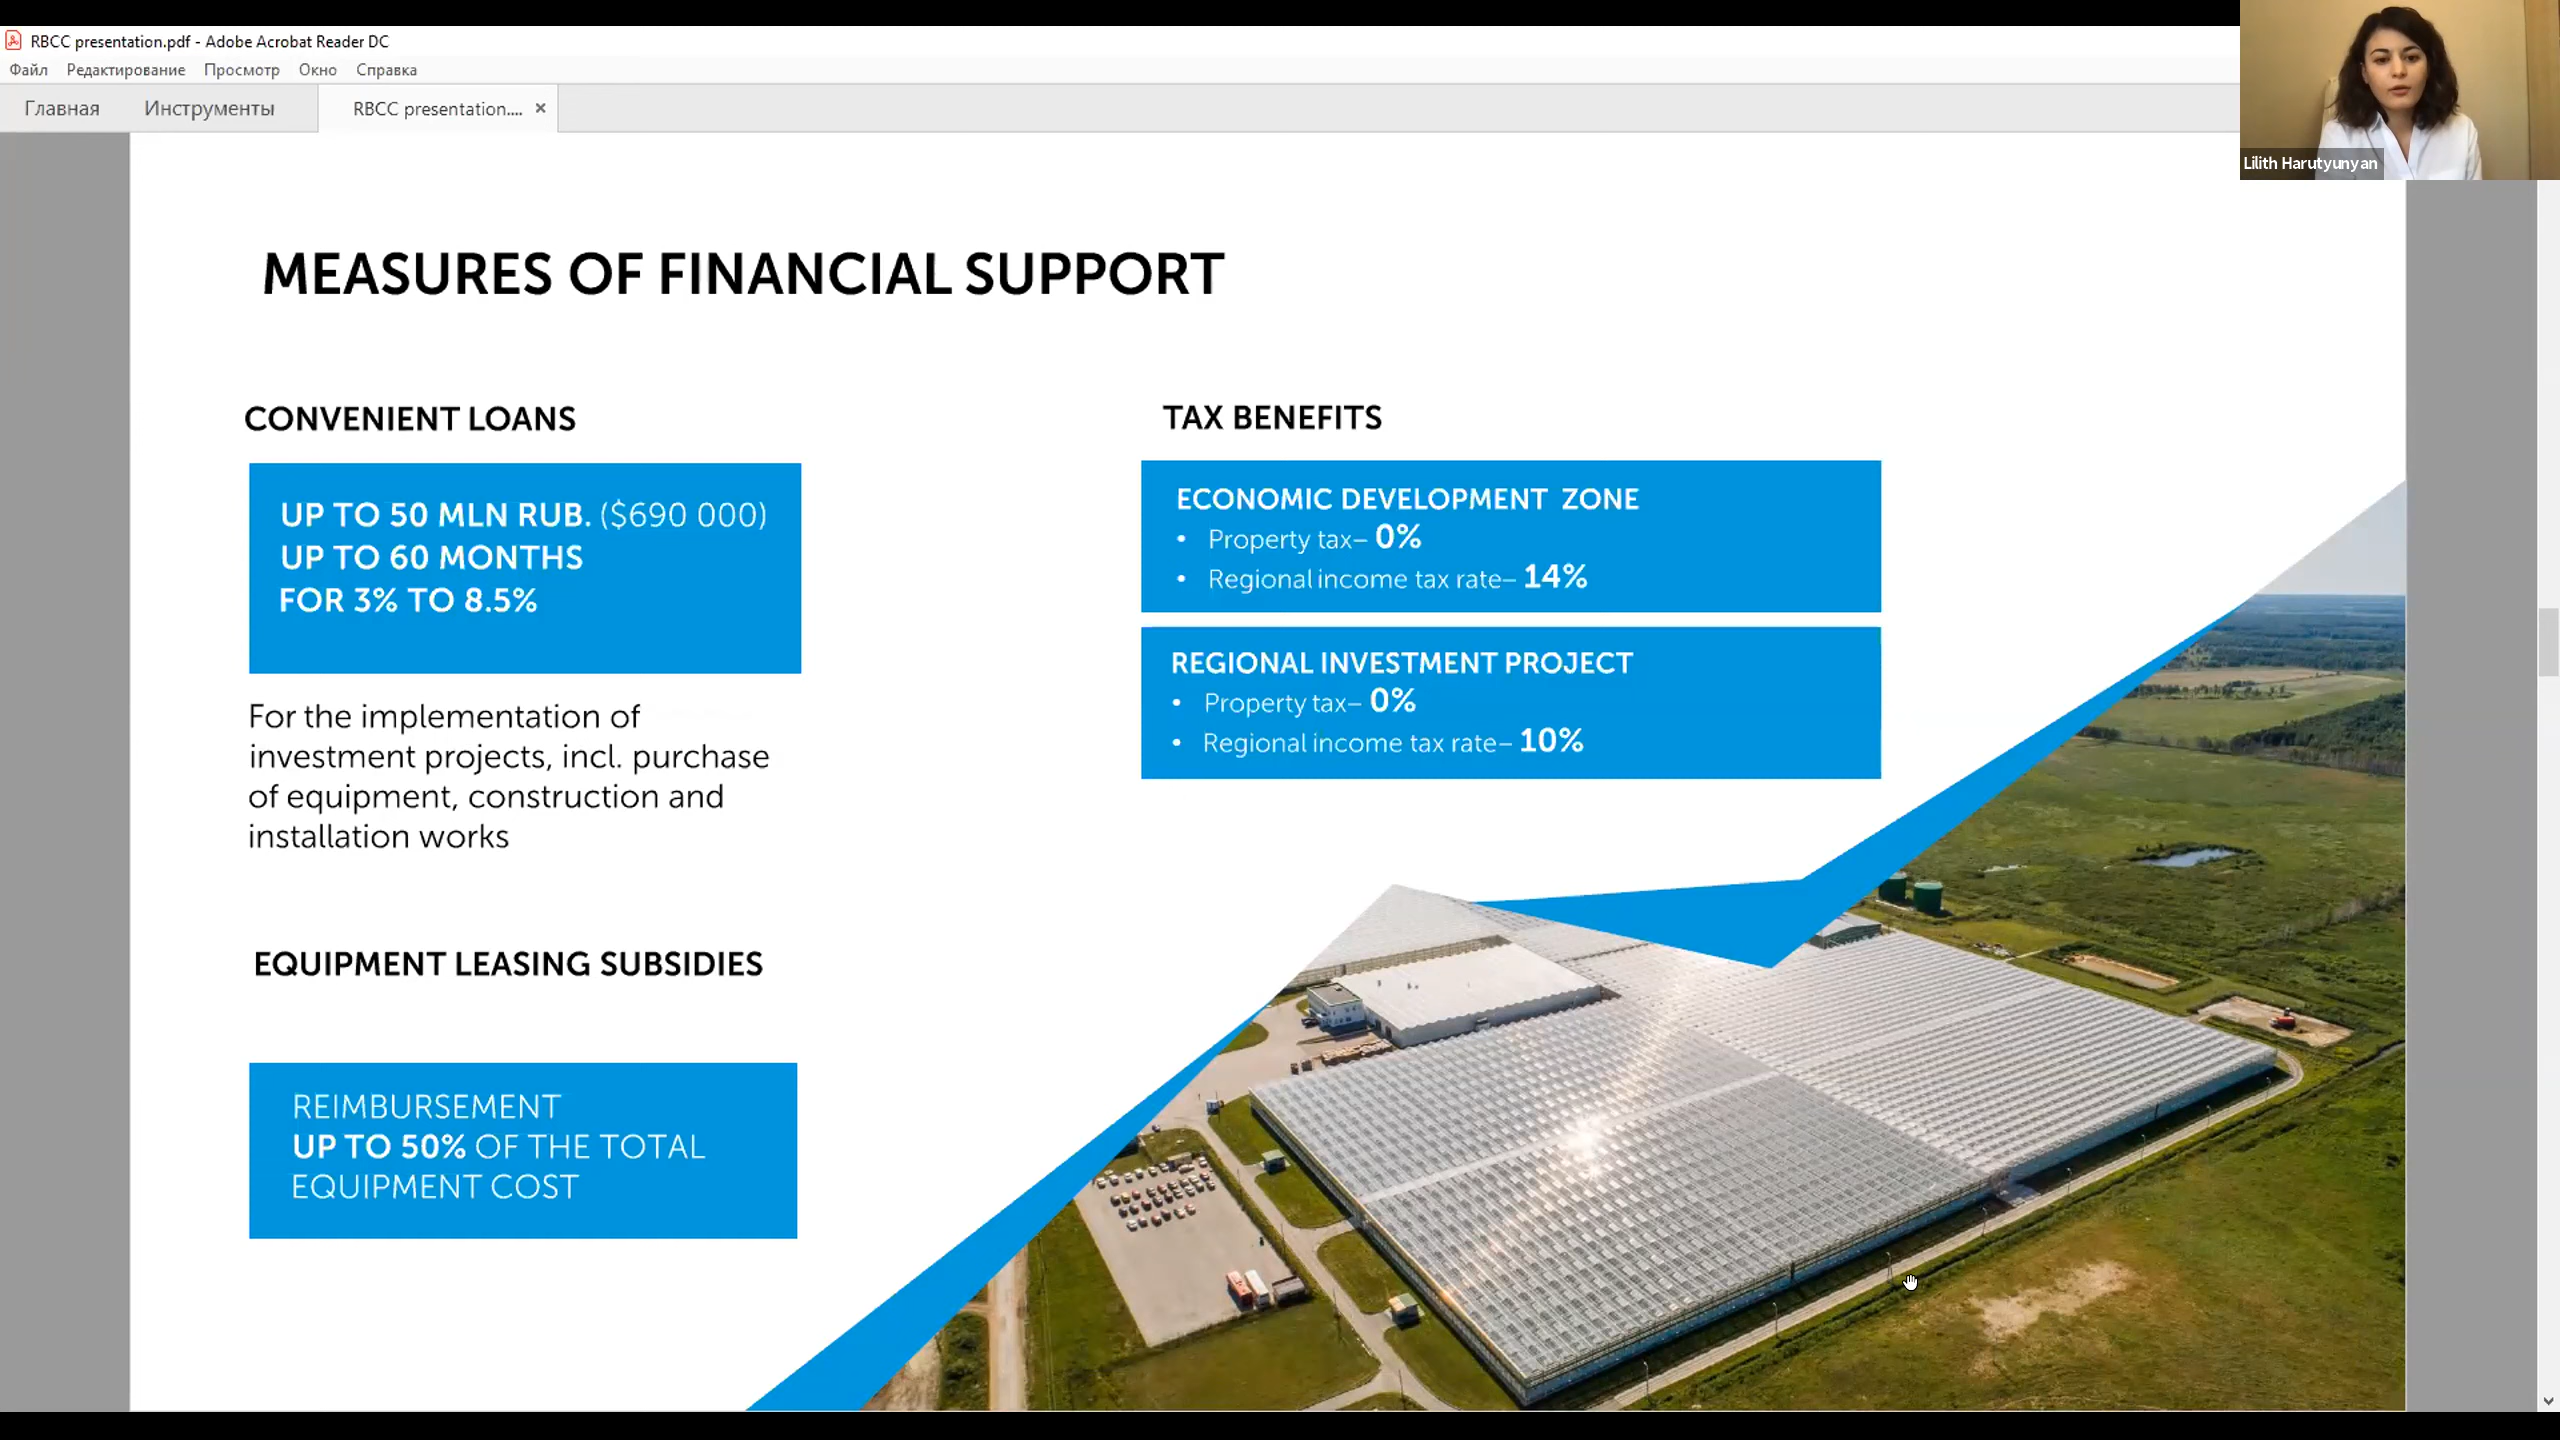 RBCC presentation.pdf - Adobe Acrobat Reader DC
Файл Редактирование Просмотр Окно Справка
Главная Инструменты RBCC presentation....
Lilith Harutyunyan
MEASURES OF FINANCIAL SUPPORT
CONVENIENT LOANS
UP TO 50 MLN RUB. ($690 000)
UP TO 60 MONTHS
FOR 3% TO 8.5%
For the implementation of
investment projects, incl. purchase
of equipment, construction and
installation works
EQUIPMENT LEASING SUBSIDIES
REIMBURSEMENT
UP TO 50% OF THE TOTAL
EQUIPMENT COST
TAX BENEFITS
ECONOMIC DEVELOPMENT ZONE
• Property tax– 0%
• Regional income tax rate– 14%
REGIONAL INVESTMENT PROJECT
• Property tax– 0%
• Regional income tax rate– 10%